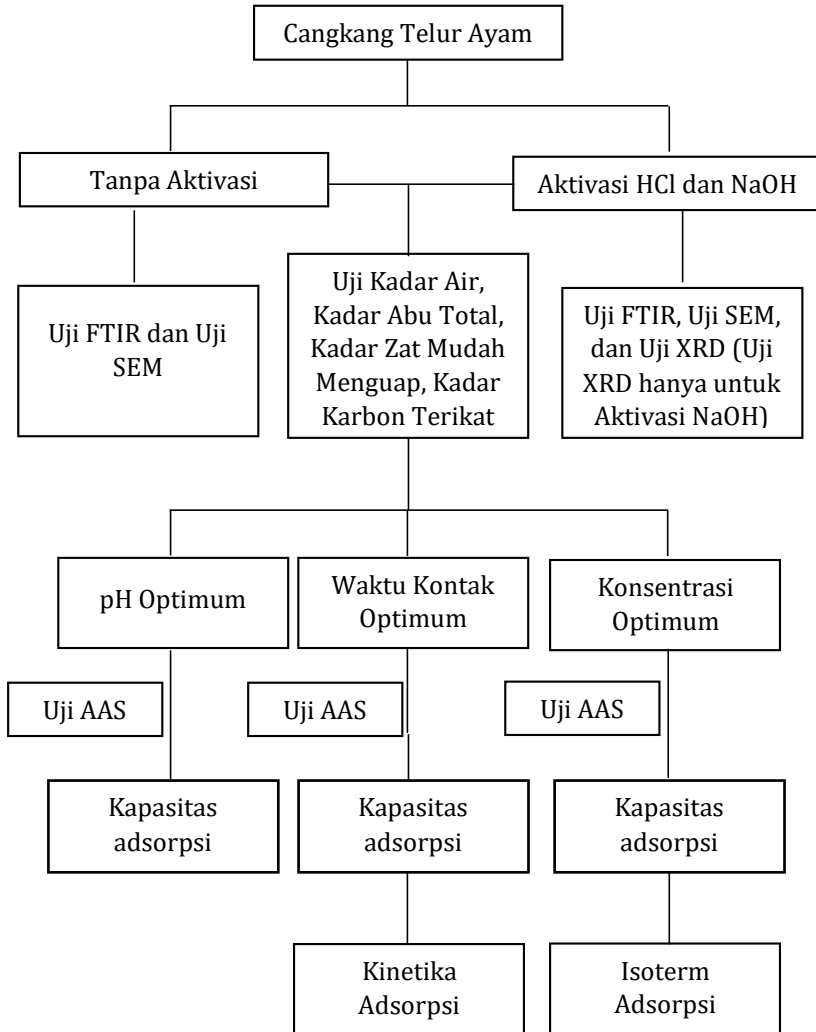 Cangkang Telur Ayam
Tanpa Aktivasi
Aktivasi HCl dan NaOH
Uji FTIR dan Uji
SEM
Uji Kadar Air,
Kadar Abu Total,
Kadar Zat Mudah
Menguap, Kadar
Karbon Terikat
Uji FTIR, Uji SEM,
dan Uji XRD (Uji
XRD hanya untuk
Aktivasi NaOH)
pH Optimum
Waktu Kontak
Optimum
Konsentrasi
Optimum
Uji AAS
Uji AAS
Uji AAS
Kapasitas
adsorpsi
Kapasitas
adsorpsi
Kapasitas
adsorpsi
Kinetika
Adsorpsi
Isoterm
Adsorpsi